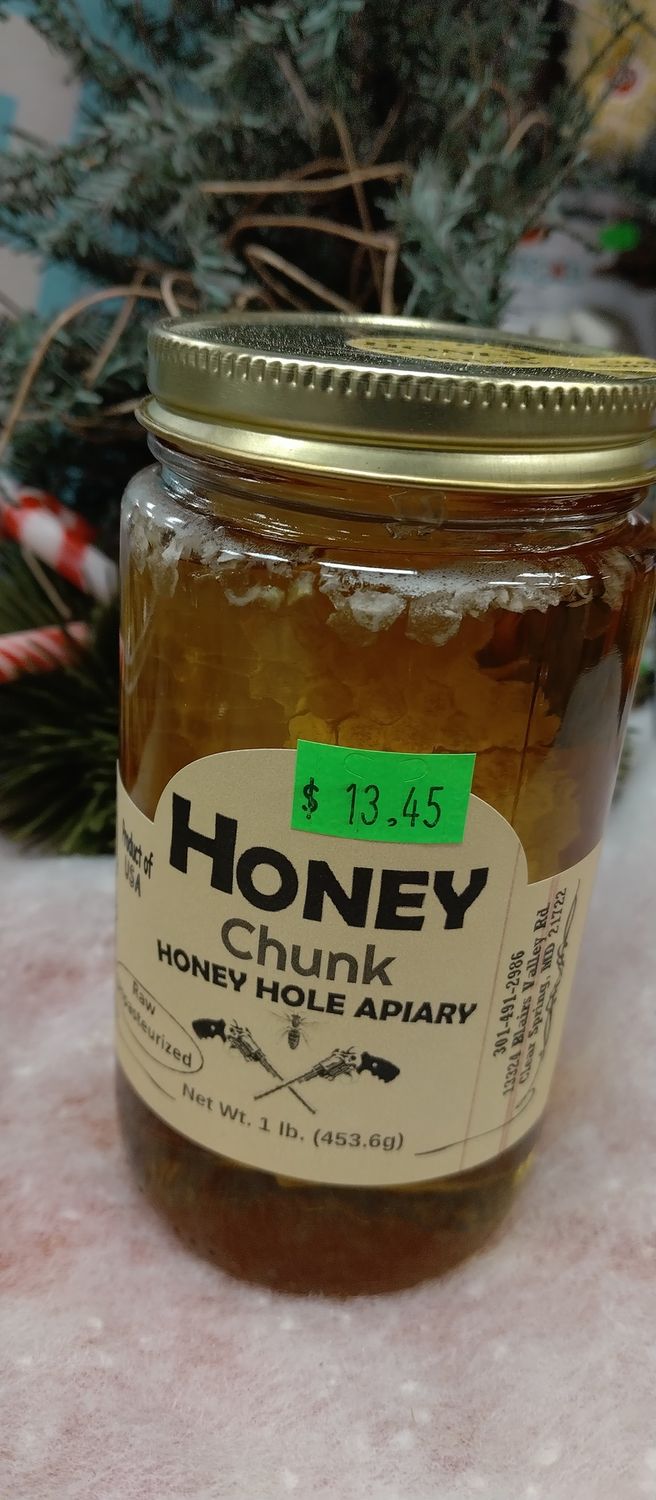 $ 13.45
Product of
USA
HONEY
Chunk
HONEY HOLE APIARY
Raw
Unpasteurized
Net Wt. 1 lb. (453.6g)
301-491-2986
13324 Blairs Valley Rd.
Clear Spring, MD 21722